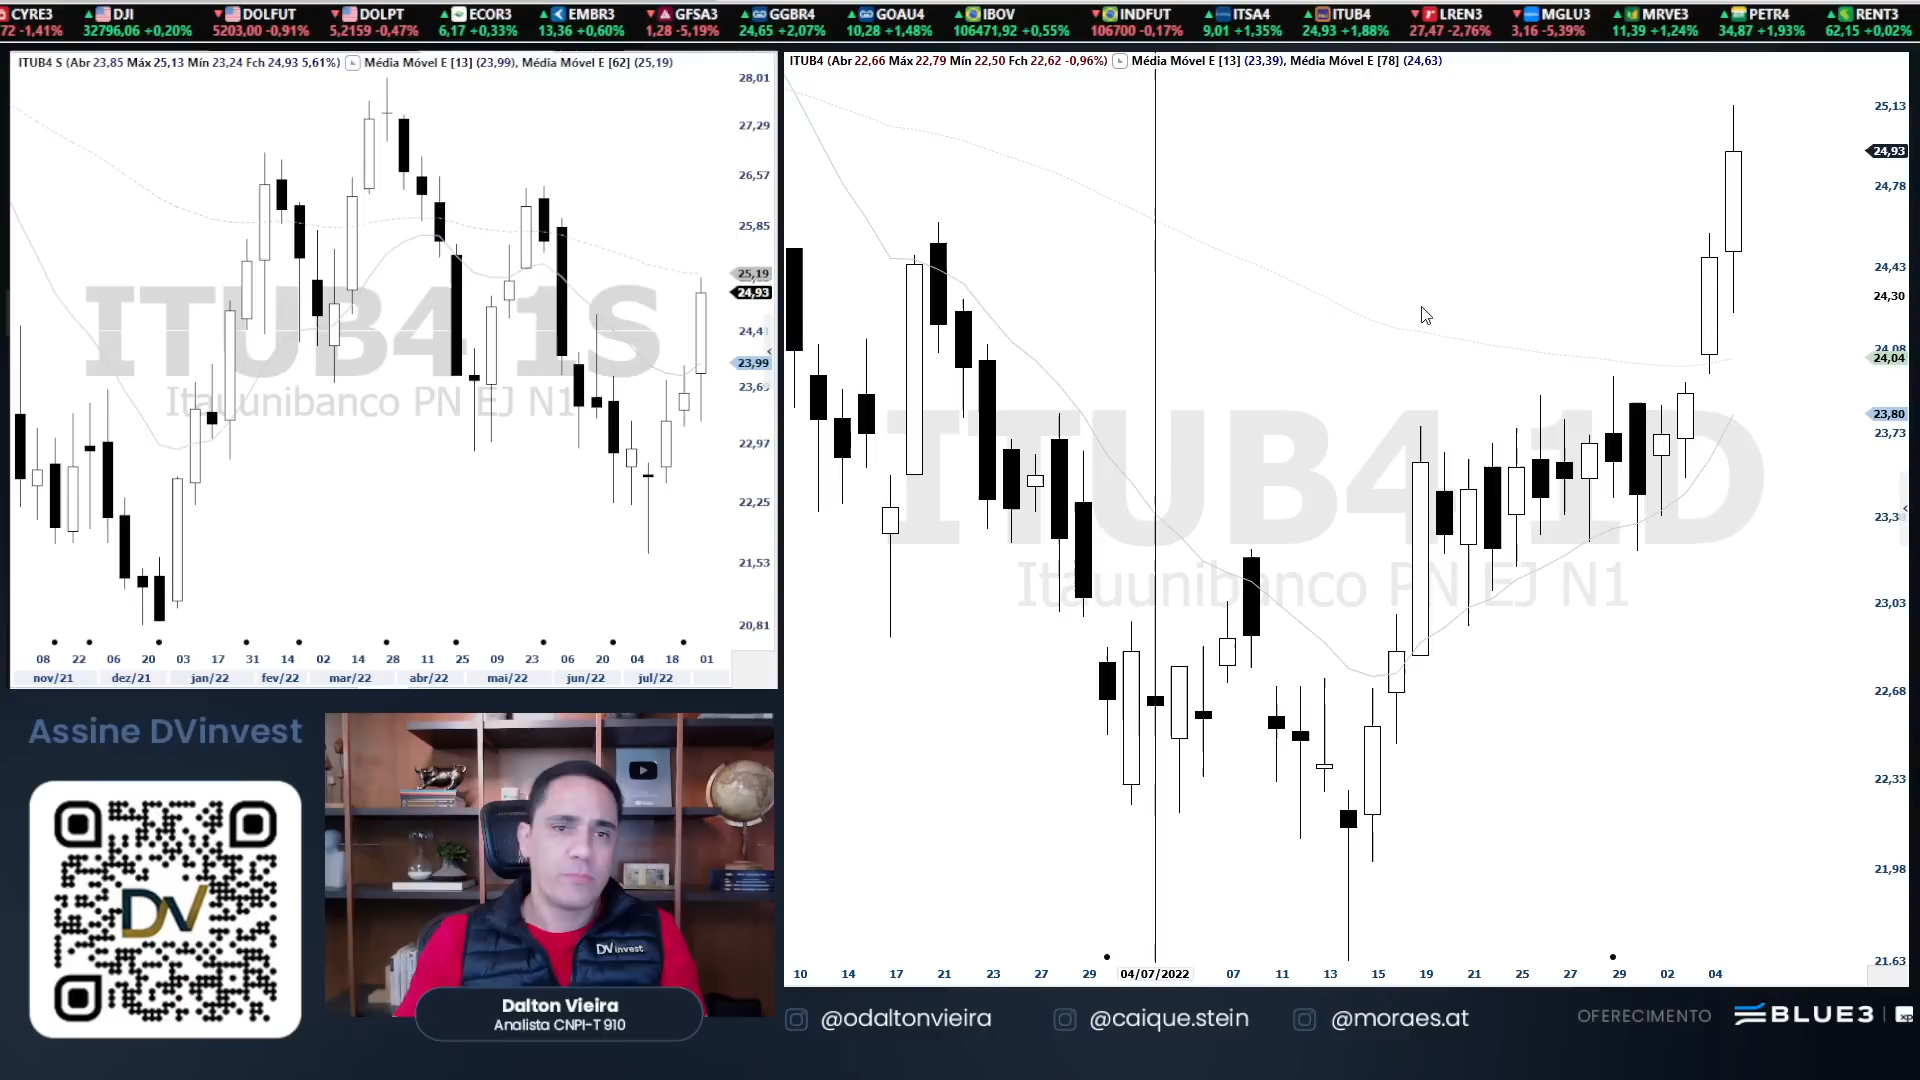 CYRE3 DJI DOLFUT DOLPT ECOR3 EMBR3 GFSA3 GGBR4 GOAU4 IBOV INDFUT ITSA4 ITUB4 LREN3 MGLU3 MRVE3 PETR4 RENT3
72 -1,41% 32796,06 +0,20% 5203,00 -0,91% 5,2159 -0,47% 6,17 +0,33% 13,36 +0,60% 1,28 -5,19% 24,65 +2,07% 10,28 +1,48% 106471,92 +0,55% 106700 -0,17% 9,01 +1,35% 24,93 +1,88% 27,47 -2,76% 3,16 -5,39% 11,39 +1,24% 34,87 +1,93% 62,15 +0,02%
ITUB4 S (Abr 23,85 Máx 25,13 Mín 23,24 Fch 24,93 5,61%) Média Móvel E [13] (23,99), Média Móvel E [62] (25,19)
28,01
27,29
26,57
25,85
25,19
24,93
24,41
23,99
23,69
22,97
22,25
21,53
20,81
ITUB4 1S
Itauunibanco PN EJ N1
08 22 06 20 03 17 31 14 02 14 28 11 25 09 23 06 20 04 18 01
nov/21 dez/21 jan/22 fev/22 mar/22 abr/22 mai/22 jun/22 jul/22
ITUB4 (Abr 22,66 Máx 22,79 Mín 22,50 Fch 22,62 -0,96%) Média Móvel E [13] (23,39), Média Móvel E [78] (24,63)
25,13
24,93
24,78
24,43
24,30
24,08
24,04
23,80
23,73
23,3
23,03
22,68
22,33
21,98
21,63
ITUB4 1D
Itauunibanco PN EJ N1
10 14 17 21 23 27 29 04/07/2022 07 11 13 15 19 21 25 27 29 02 04
Assine DVinvest
DV
DVinvest
Dalton Vieira
Analista CNPI-T 910
@odaltonvieira @caique.stein @moraes.at
OFERECIMENTO BLUE3 xp